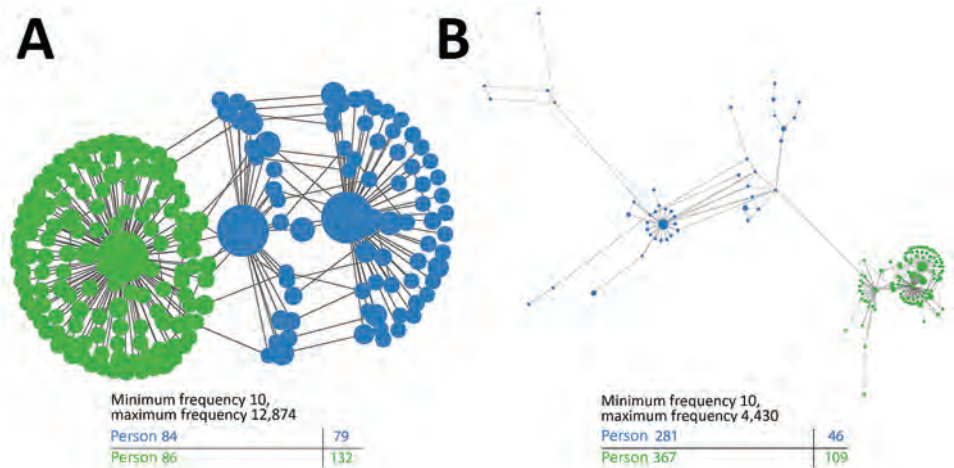 A
B
Minimum frequency 10,
maximum frequency 12,874
Person 84 79
Person 86 132
Minimum frequency 10,
maximum frequency 4,430
Person 281 46
Person 367 109